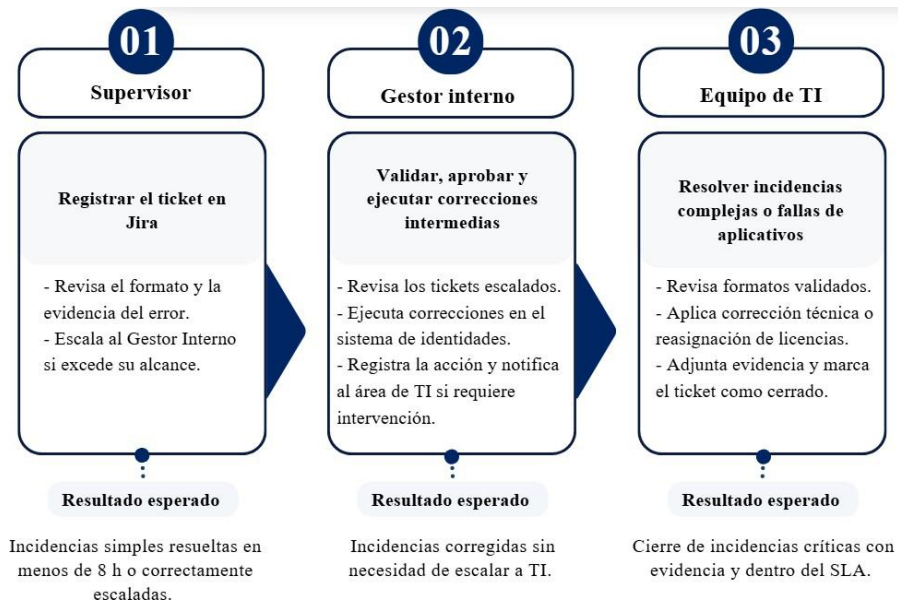 01
Supervisor
Registrar el ticket en
Jira
- Revisa el formato y la
evidencia del error.
- Escala al Gestor Interno
si excede su alcance.
Resultado esperado
Incidencias simples resueltas en
menos de 8 h o correctamente
escaladas.
02
Gestor interno
Validar, aprobar y
ejecutar correcciones
intermedias
- Revisa los tickets escalados.
- Ejecuta correcciones en el
sistema de identidades.
- Registra la acción y notifica
al área de TI si requiere
intervención.
Resultado esperado
Incidencias corregidas sin
necesidad de escalar a TI.
03
Equipo de TI
Resolver incidencias
complejas o fallas de
aplicativos
- Revisa formatos validados.
- Aplica corrección técnica o
reasignación de licencias.
- Adjunta evidencia y marca
el ticket como cerrado.
Resultado esperado
Cierre de incidencias críticas con
evidencia y dentro del SLA.